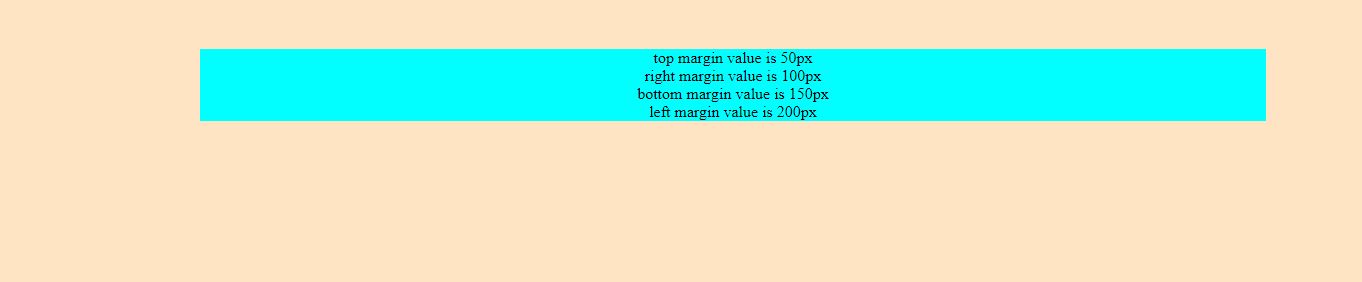 top margin value is 50px
right margin value is 100px
bottom margin value is 150px
left margin value is 200px